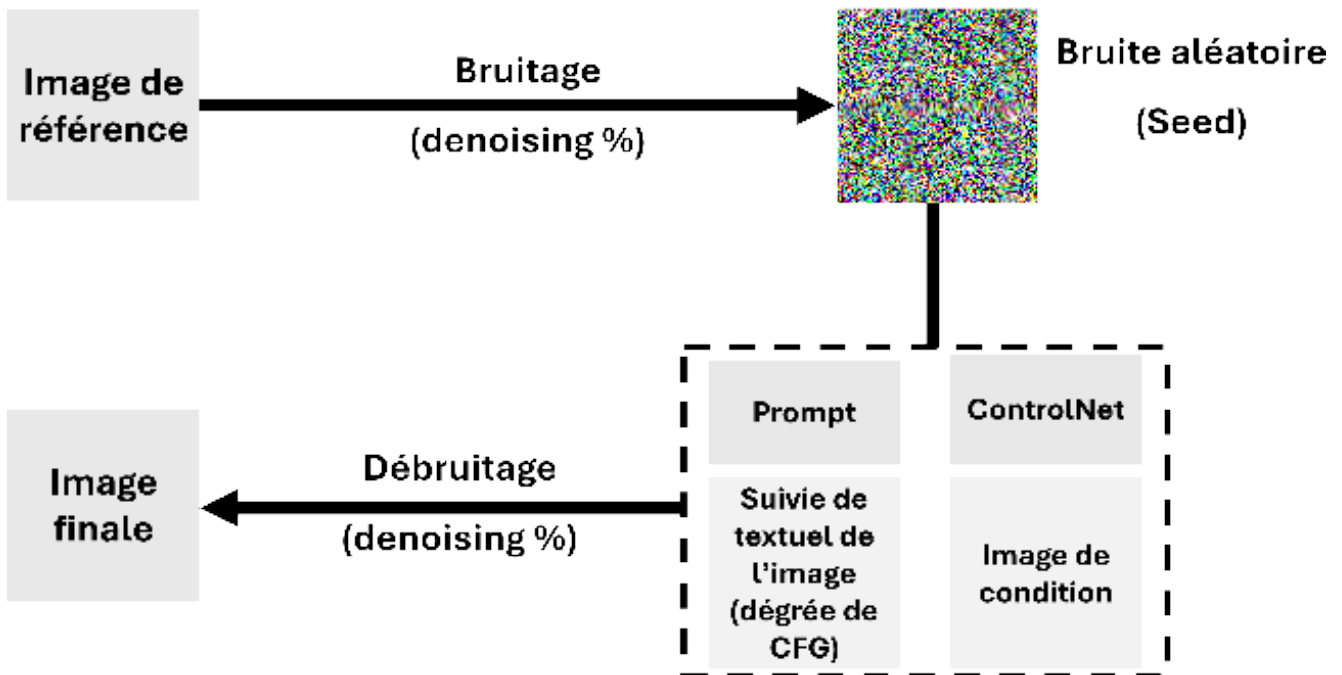 Image de
référence
Bruitage
(denoising %)
Bruite aléatoire
(Seed)
Prompt
ControlNet
Suivie de
textuel de
l'image
(dégrée de
CFG)
Image de
condition
Débruitage
(denoising %)
Image
finale